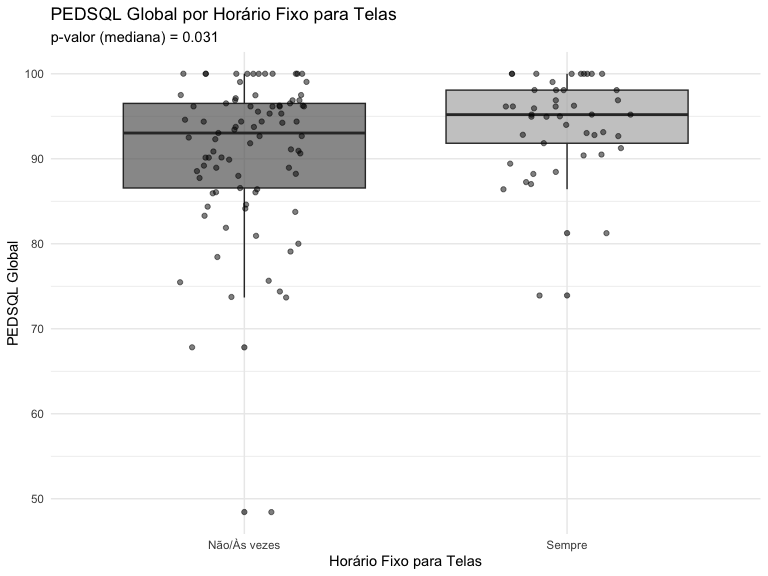 PEDSQL Global por Horário Fixo para Telas
p-valor (mediana) = 0.031
PEDSQL Global
100
90
80
70
60
50
Não/Às vezes
Sempre
Horário Fixo para Telas